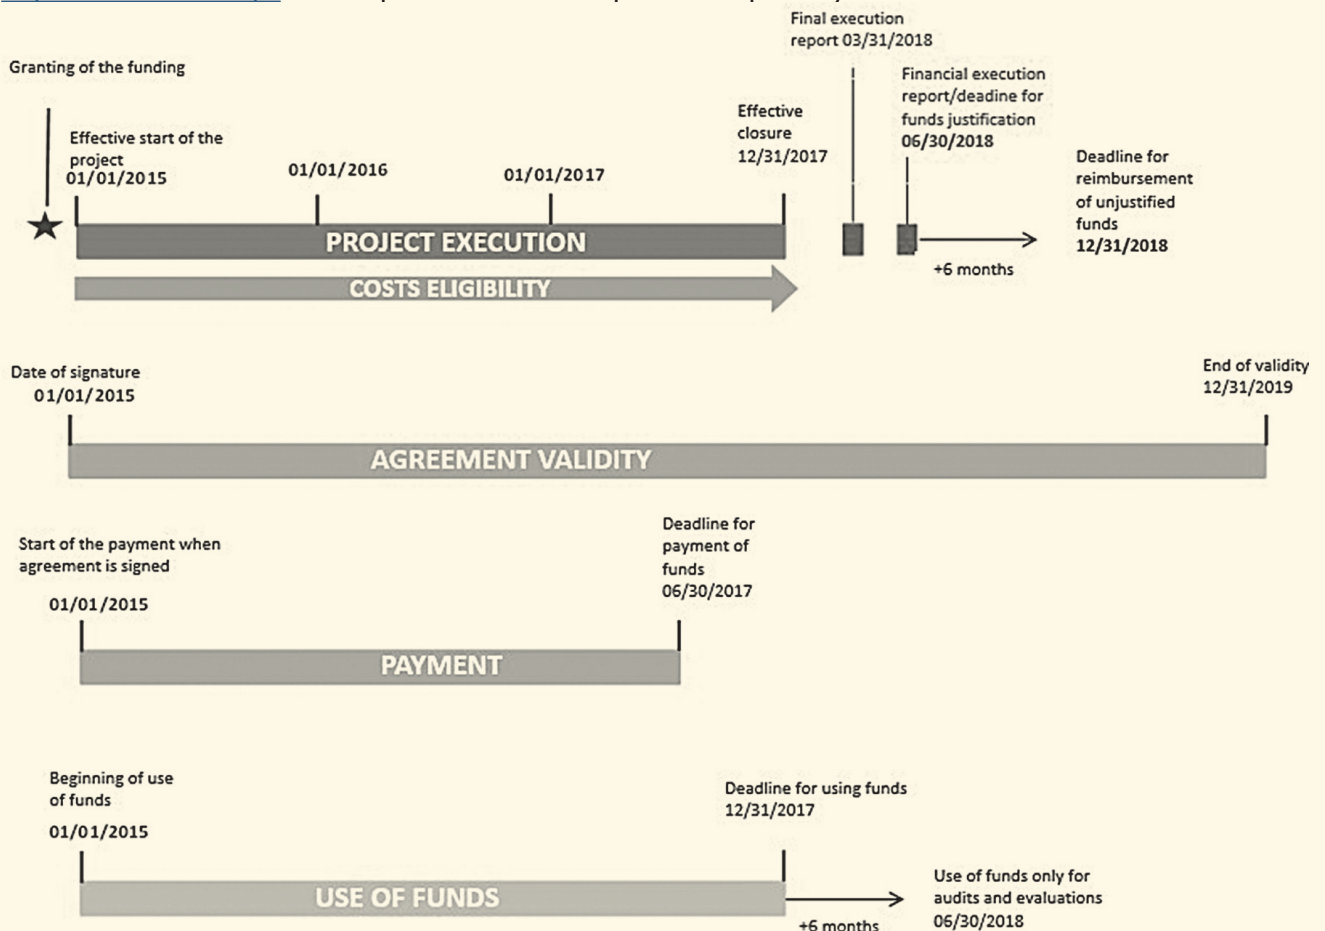 Final execution
report 03/31/2018
Granting of the funding
Financial execution
report/deadine for
funds justification
06/30/2018
Effective
closure
12/31/2017
Effective start of the
project
01/01/2015
01/01/2016
01/01/2017
Deadline for
reimbursement
of unjustified
funds
12/31/2018
PROJECT EXECUTION
+6 months
COSTS ELIGIBILITY
Date of signature
01/01/2015
End of validity
12/31/2019
AGREEMENT VALIDITY
Start of the payment when
agreement is signed
01/01/2015
Deadline for
payment of
funds
06/30/2017
PAYMENT
Beginning of use
of funds
01/01/2015
Deadline for using funds
12/31/2017
USE OF FUNDS
+6 months
Use of funds only for
audits and evaluations
06/30/2018